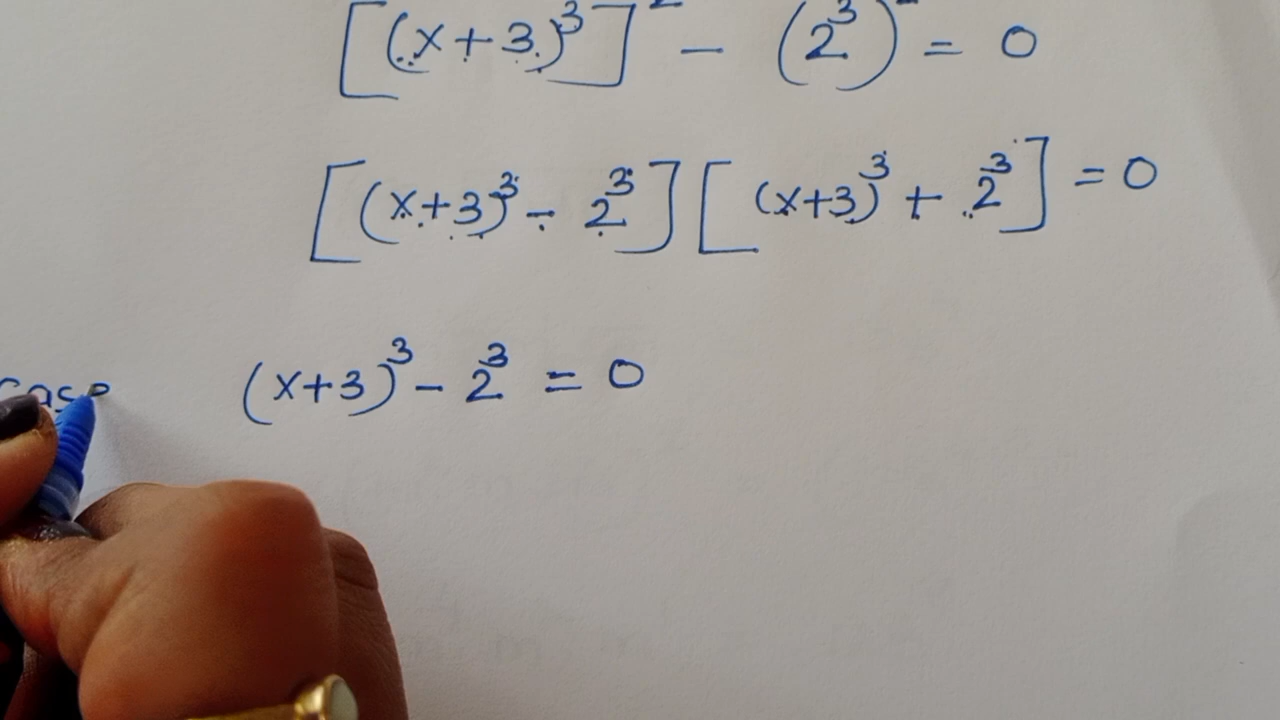 [(x+3)³]² - (2³)² = 0
[(x+3)³ - 2³][(x+3)³ + 2³] = 0
case (x+3)³ - 2³ = 0